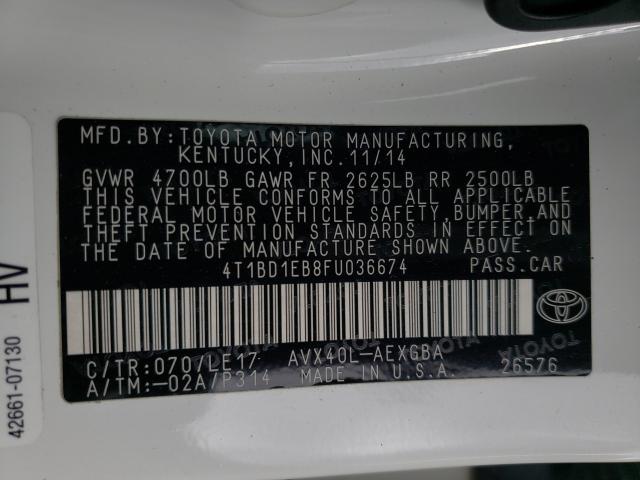 MFD.BY:TOYOTA MOTOR MANUFACTURING,
KENTUCKY,INC.11/14
GVWR 4700LB GAWR FR 2625LB RR 2500LB
THIS VEHICLE CONFORMS TO ALL APPLICABLE
FEDERAL MOTOR VEHICLE SAFETY,BUMPER,AND
THEFT PREVENTION STANDARDS IN EFFECT ON
THE DATE OF MANUFACTURE SHOWN ABOVE.
4T1BD1EB8FU036674 PASS.CAR
C/TR:070/LE17 AVX40L-AEXGBA
A/TM:-02A/P314 MADE IN U.S.A. 26576
42661-07130 HV